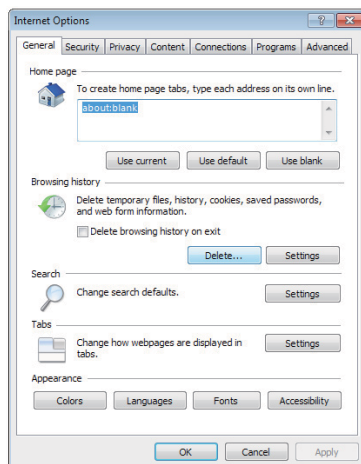 Internet Options
General Security Privacy Content Connections Programs Advanced
Home page
To create home page tabs, type each address on its own line.
about:blank
Use current Use default Use blank
Browsing history
Delete temporary files, history, cookies, saved passwords,
and web form information.
Delete browsing history on exit
Delete... Settings
Search
Change search defaults. Settings
Tabs
Change how webpages are displayed in Settings
tabs.
Appearance
Colors Languages Fonts Accessibility
OK Cancel Apply